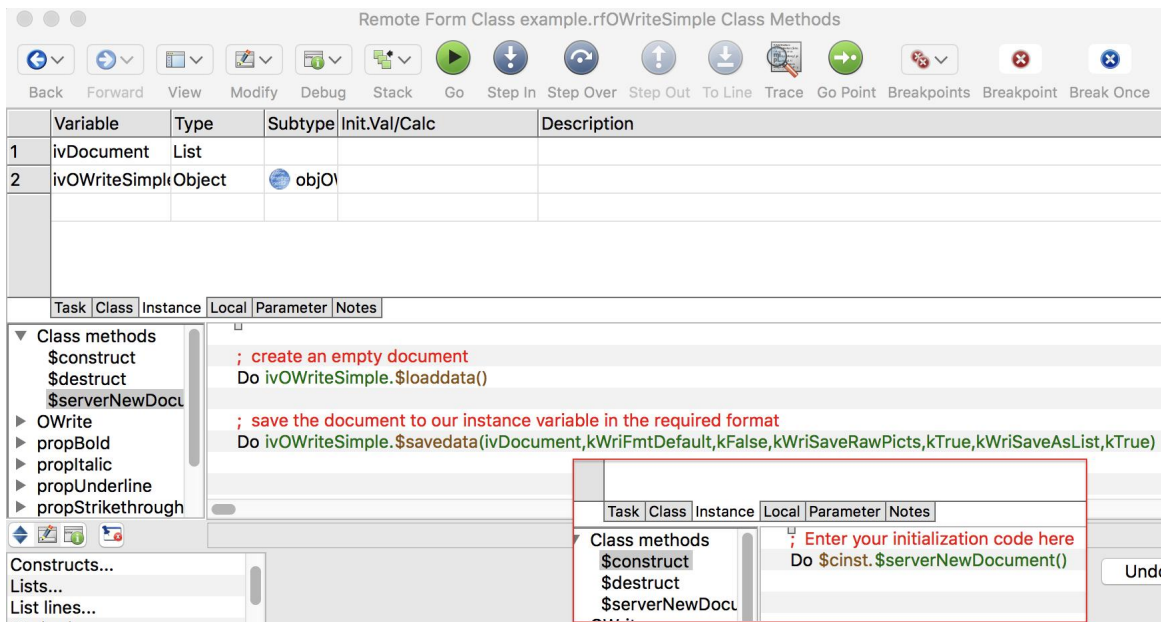 Remote Form Class example.rfOWriteSimple Class Methods
Back Forward View Modify Debug Stack Go Step In Step Over Step Out To Line Trace Go Point Breakpoints Breakpoint Break Once
Variable Type Subtype Init.Val/Calc Description
1 ivDocument List
2 ivOWriteSimple Object objO
Task Class Instance Local Parameter Notes
Class methods
$construct
$destruct
$serverNewDocu
OWrite
propBold
propItalic
propUnderline
propStrikethrough
; create an empty document
Do ivOWriteSimple.$loaddata()
; save the document to our instance variable in the required format
Do ivOWriteSimple.$savedata(ivDocument,kWriFmtDefault,kFalse,kWriSaveRawPicts,kTrue,kWriSaveAsList,kTrue)
Constructs...
Lists...
List lines...
Task Class Instance Local Parameter Notes
Class methods
$construct
$destruct
$serverNewDocu
; Enter your initialization code here
Do $cinst.$serverNewDocument()
Undo